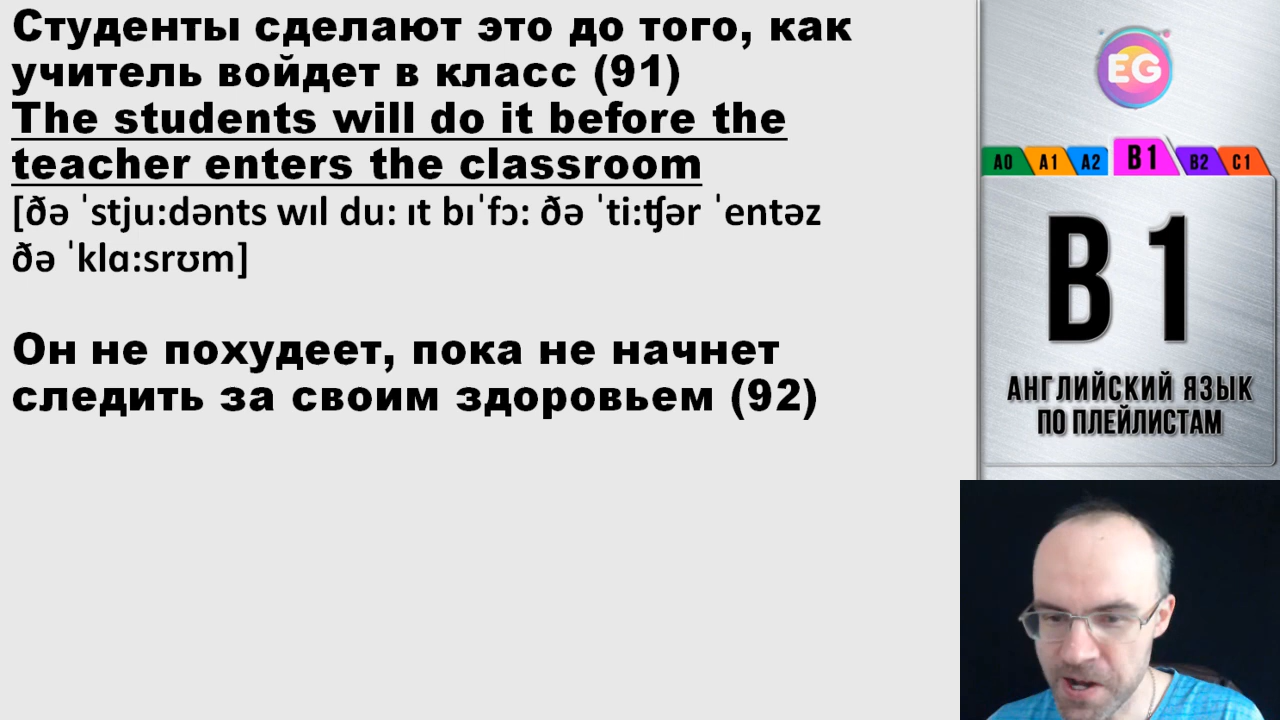 Студенты сделают это до того, как
учитель войдет в класс (91)
The students will do it before the
teacher enters the classroom
[ðə ˈstju:dənts wɪl du: ɪt bɪˈfɔ: ðə ˈti:ʧər ˈentəz
ðə ˈklɑ:srʊm]
Он не похудеет, пока не начнет
следить за своим здоровьем (92)
EG
A0 A1 A2 B1 B2 C1
B1
АНГЛИЙСКИЙ ЯЗЫК
ПО ПЛЕЙЛИСТАМ